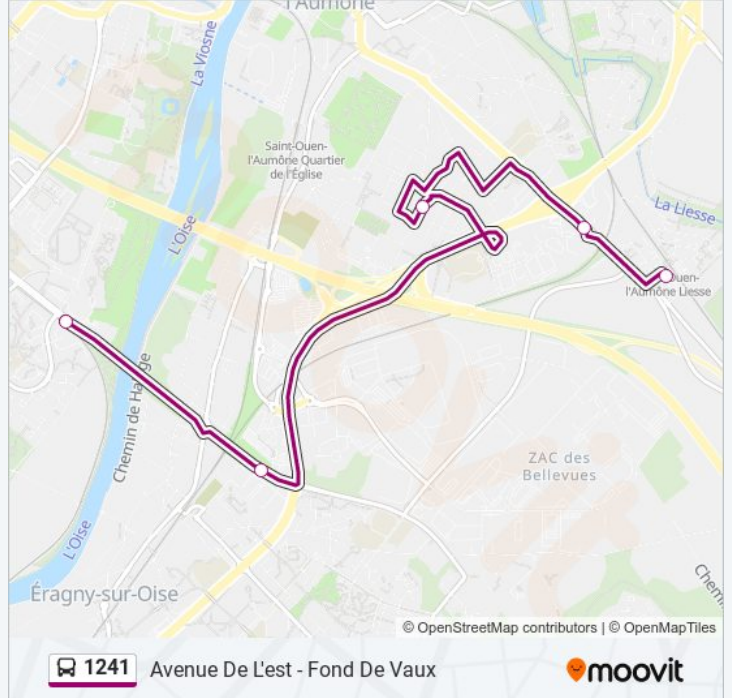 l'Aumône
La Viosne
Saint-Ouen-
l'Aumône Quartier
de l'Église
La Liesse
L'Oise
Ouen-
l'Aumône Liesse
Chemin de Halage
ZAC des
Bellevues
L'Oise
Éragny-sur-Oise
© OpenStreetMap contributors | © OpenMapTiles
1241 Avenue De L'est - Fond De Vaux
moovit